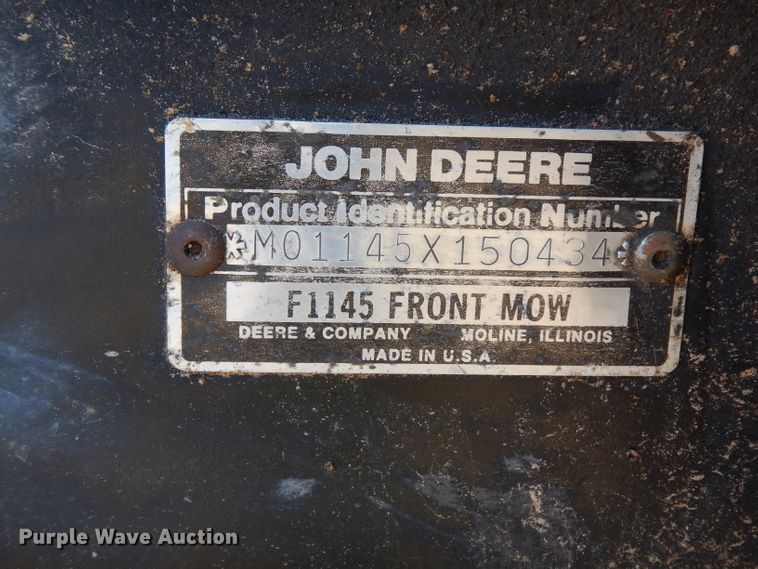 JOHN DEERE
Product Identification Number
*M01145X150434*
F1145 FRONT MOW
DEERE & COMPANY MOLINE, ILLINOIS
MADE IN U.S.A.
Purple Wave Auction